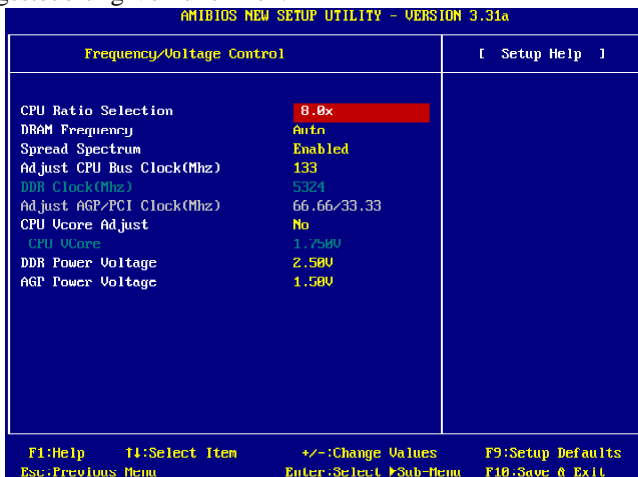 AMIBIOS NEW SETUP UTILITY - VERSION 3.31a
Frequency/Voltage Control [ Setup Help ]
CPU Ratio Selection 8.0x
DRAM Frequency Auto
Spread Spectrum Enabled
Adjust CPU Bus Clock(Mhz) 133
DDR Clock(Mhz) 5324
Adjust AGP/PCI Clock(Mhz) 66.66/33.33
CPU Vcore Adjust No
CPU VCore 1.750V
DDR Power Voltage 2.50V
AGP Power Voltage 1.50V
F1:Help ↑↓:Select Item +/-:Change Values F9:Setup Defaults
Esc:Previous Menu Enter:Select ►Sub-Menu F10:Save & Exit